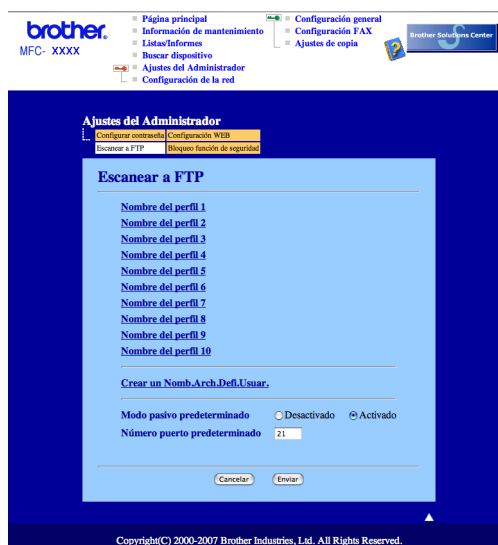 brother.
MFC- XXXX
Página principal
Información de mantenimiento
Listas/Informes
Buscar dispositivo
Ajustes del Administrador
Configuración de la red
Configuración general
Configuración FAX
Ajustes de copia
Brother Solutions Center
Ajustes del Administrador
Configurar contraseña Configuración WEB
Escanear a FTP Bloqueo función de seguridad
Escanear a FTP
Nombre del perfil 1
Nombre del perfil 2
Nombre del perfil 3
Nombre del perfil 4
Nombre del perfil 5
Nombre del perfil 6
Nombre del perfil 7
Nombre del perfil 8
Nombre del perfil 9
Nombre del perfil 10
Crear un Nomb.Arch.Defi.Usuar.
Modo pasivo predeterminado Desactivado Activado
Número puerto predeterminado 21
Cancelar Enviar
Copyright(C) 2000-2007 Brother Industries, Ltd. All Rights Reserved.